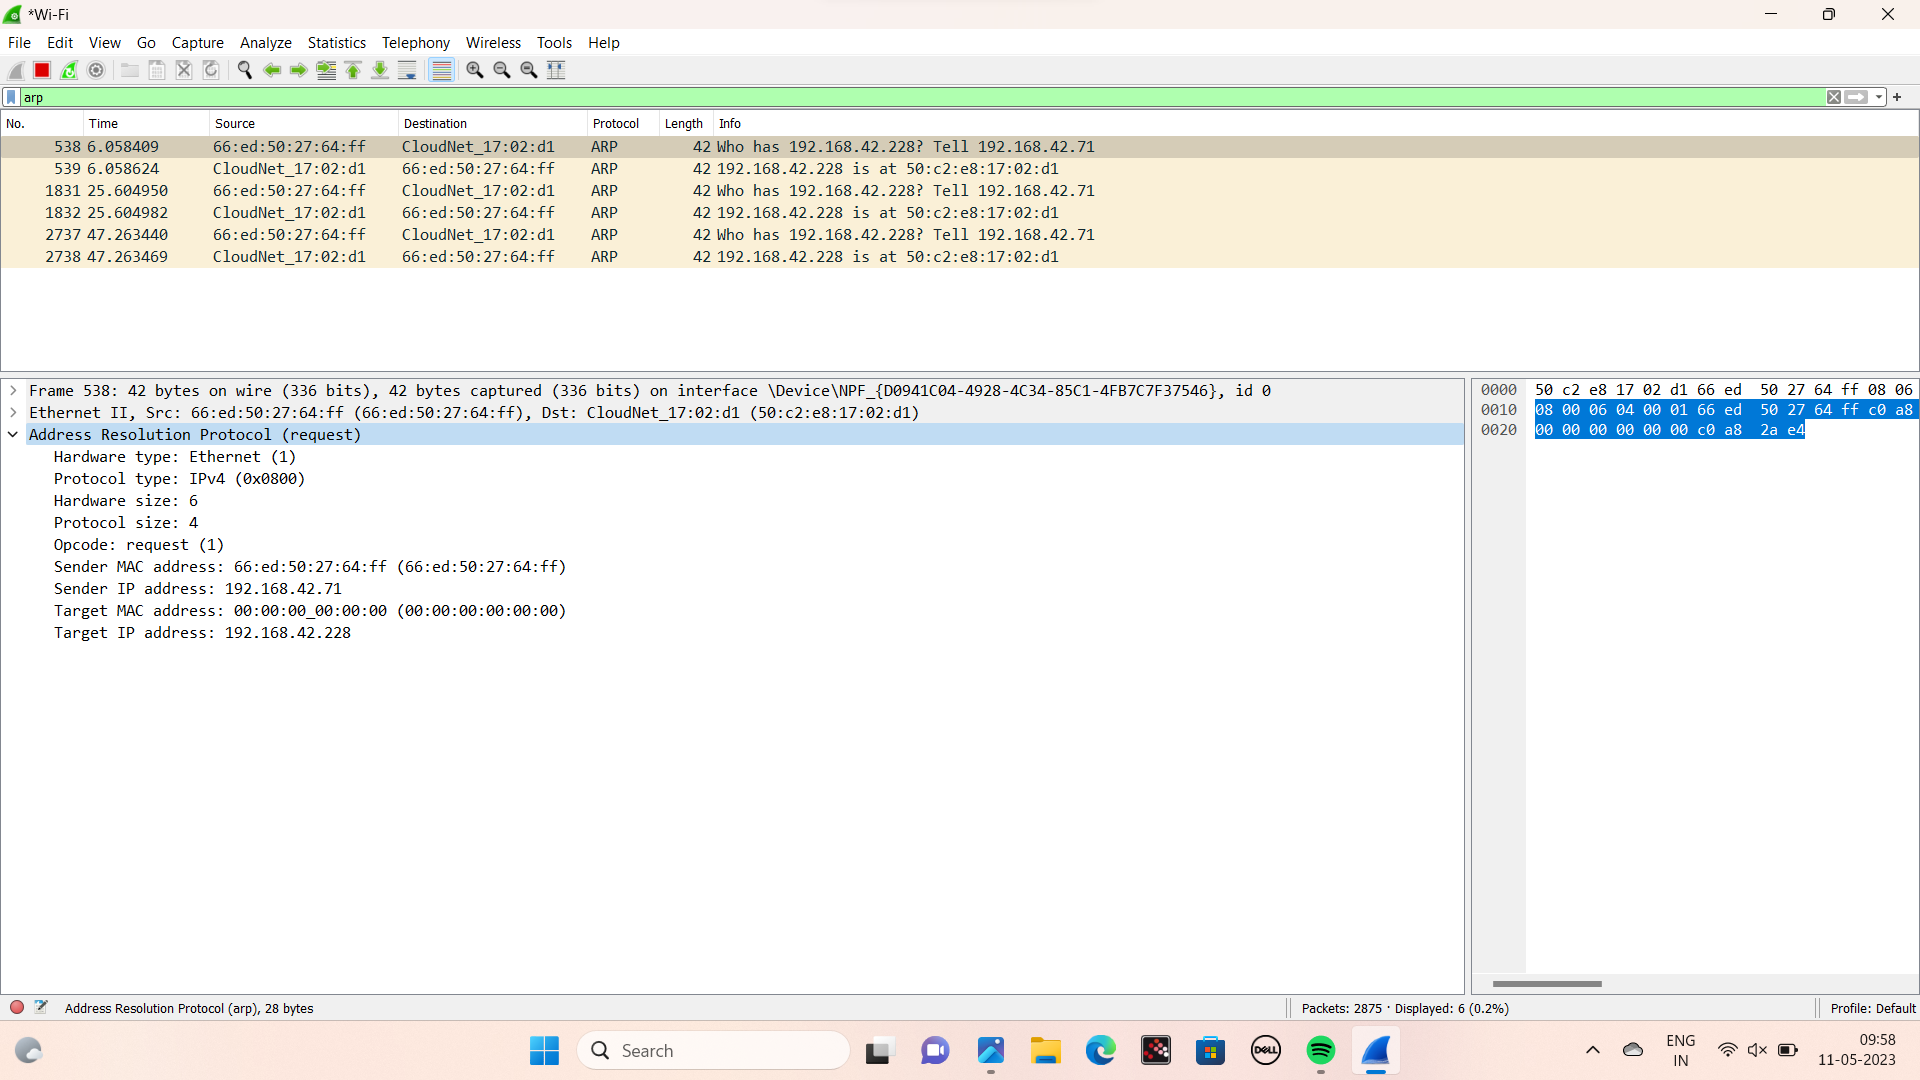 *Wi-Fi
File Edit View Go Capture Analyze Statistics Telephony Wireless Tools Help
arp
No. Time Source Destination Protocol Length Info
538 6.058409 66:ed:50:27:64:ff CloudNet_17:02:d1 ARP 42 Who has 192.168.42.228? Tell 192.168.42.71
539 6.058624 CloudNet_17:02:d1 66:ed:50:27:64:ff ARP 42 192.168.42.228 is at 50:c2:e8:17:02:d1
1831 25.604950 66:ed:50:27:64:ff CloudNet_17:02:d1 ARP 42 Who has 192.168.42.228? Tell 192.168.42.71
1832 25.604982 CloudNet_17:02:d1 66:ed:50:27:64:ff ARP 42 192.168.42.228 is at 50:c2:e8:17:02:d1
2737 47.263440 66:ed:50:27:64:ff CloudNet_17:02:d1 ARP 42 Who has 192.168.42.228? Tell 192.168.42.71
2738 47.263469 CloudNet_17:02:d1 66:ed:50:27:64:ff ARP 42 192.168.42.228 is at 50:c2:e8:17:02:d1
Frame 538: 42 bytes on wire (336 bits), 42 bytes captured (336 bits) on interface \Device\NPF_{D0941C04-4928-4C34-85C1-4FB7C7F37546}, id 0
Ethernet II, Src: 66:ed:50:27:64:ff (66:ed:50:27:64:ff), Dst: CloudNet_17:02:d1 (50:c2:e8:17:02:d1)
Address Resolution Protocol (request)
Hardware type: Ethernet (1)
Protocol type: IPv4 (0x0800)
Hardware size: 6
Protocol size: 4
Opcode: request (1)
Sender MAC address: 66:ed:50:27:64:ff (66:ed:50:27:64:ff)
Sender IP address: 192.168.42.71
Target MAC address: 00:00:00_00:00:00 (00:00:00:00:00:00)
Target IP address: 192.168.42.228
0000 50 c2 e8 17 02 d1 66 ed 50 27 64 ff 08 06
0010 08 00 06 04 00 01 66 ed 50 27 64 ff c0 a8
0020 00 00 00 00 00 00 c0 a8 2a e4
Address Resolution Protocol (arp), 28 bytes
Packets: 2875 · Displayed: 6 (0.2%)
Profile: Default
Search
DELL
ENG
IN
09:58
11-05-2023